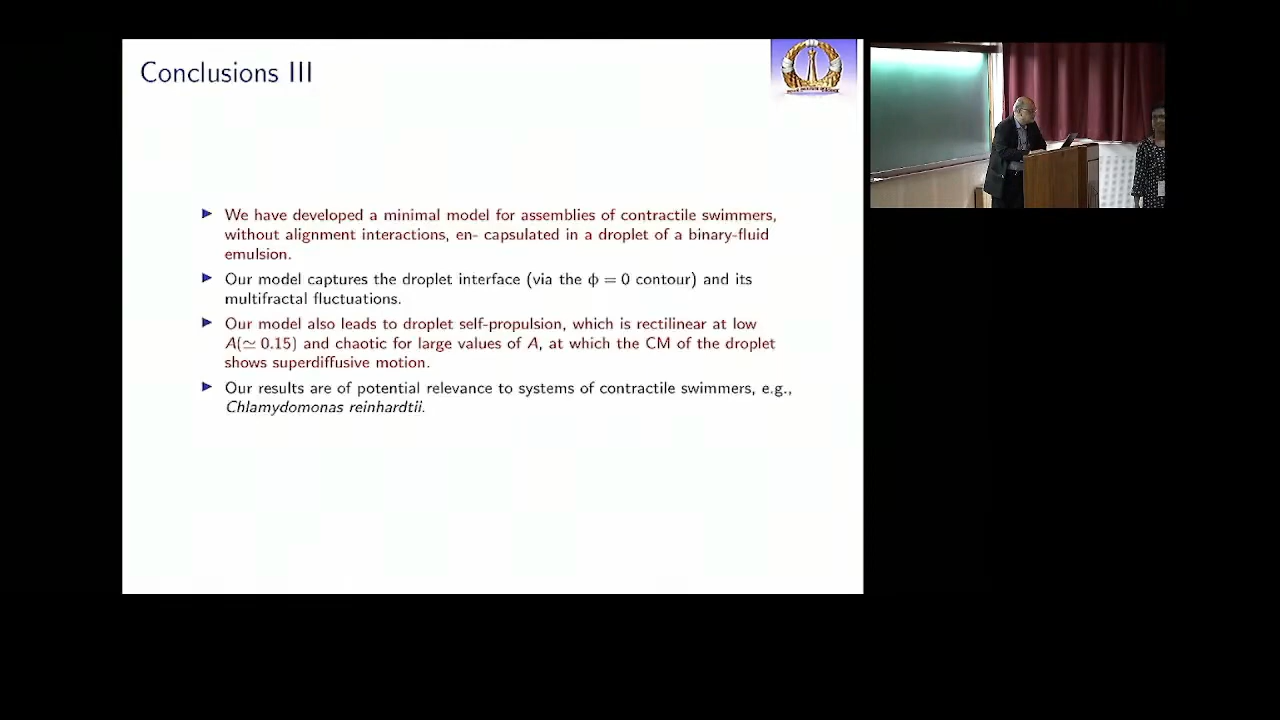 Conclusions III
▶ We have developed a minimal model for assemblies of contractile swimmers,
without alignment interactions, en- capsulated in a droplet of a binary-fluid
emulsion.
▶ Our model captures the droplet interface (via the ϕ = 0 contour) and its
multifractal fluctuations.
▶ Our model also leads to droplet self-propulsion, which is rectilinear at low
A(≃ 0.15) and chaotic for large values of A, at which the CM of the droplet
shows superdiffusive motion.
▶ Our results are of potential relevance to systems of contractile swimmers, e.g.,
Chlamydomonas reinhardtii.